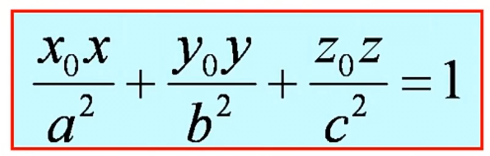 x₀x/a² + y₀y/b² + z₀z/c² = 1